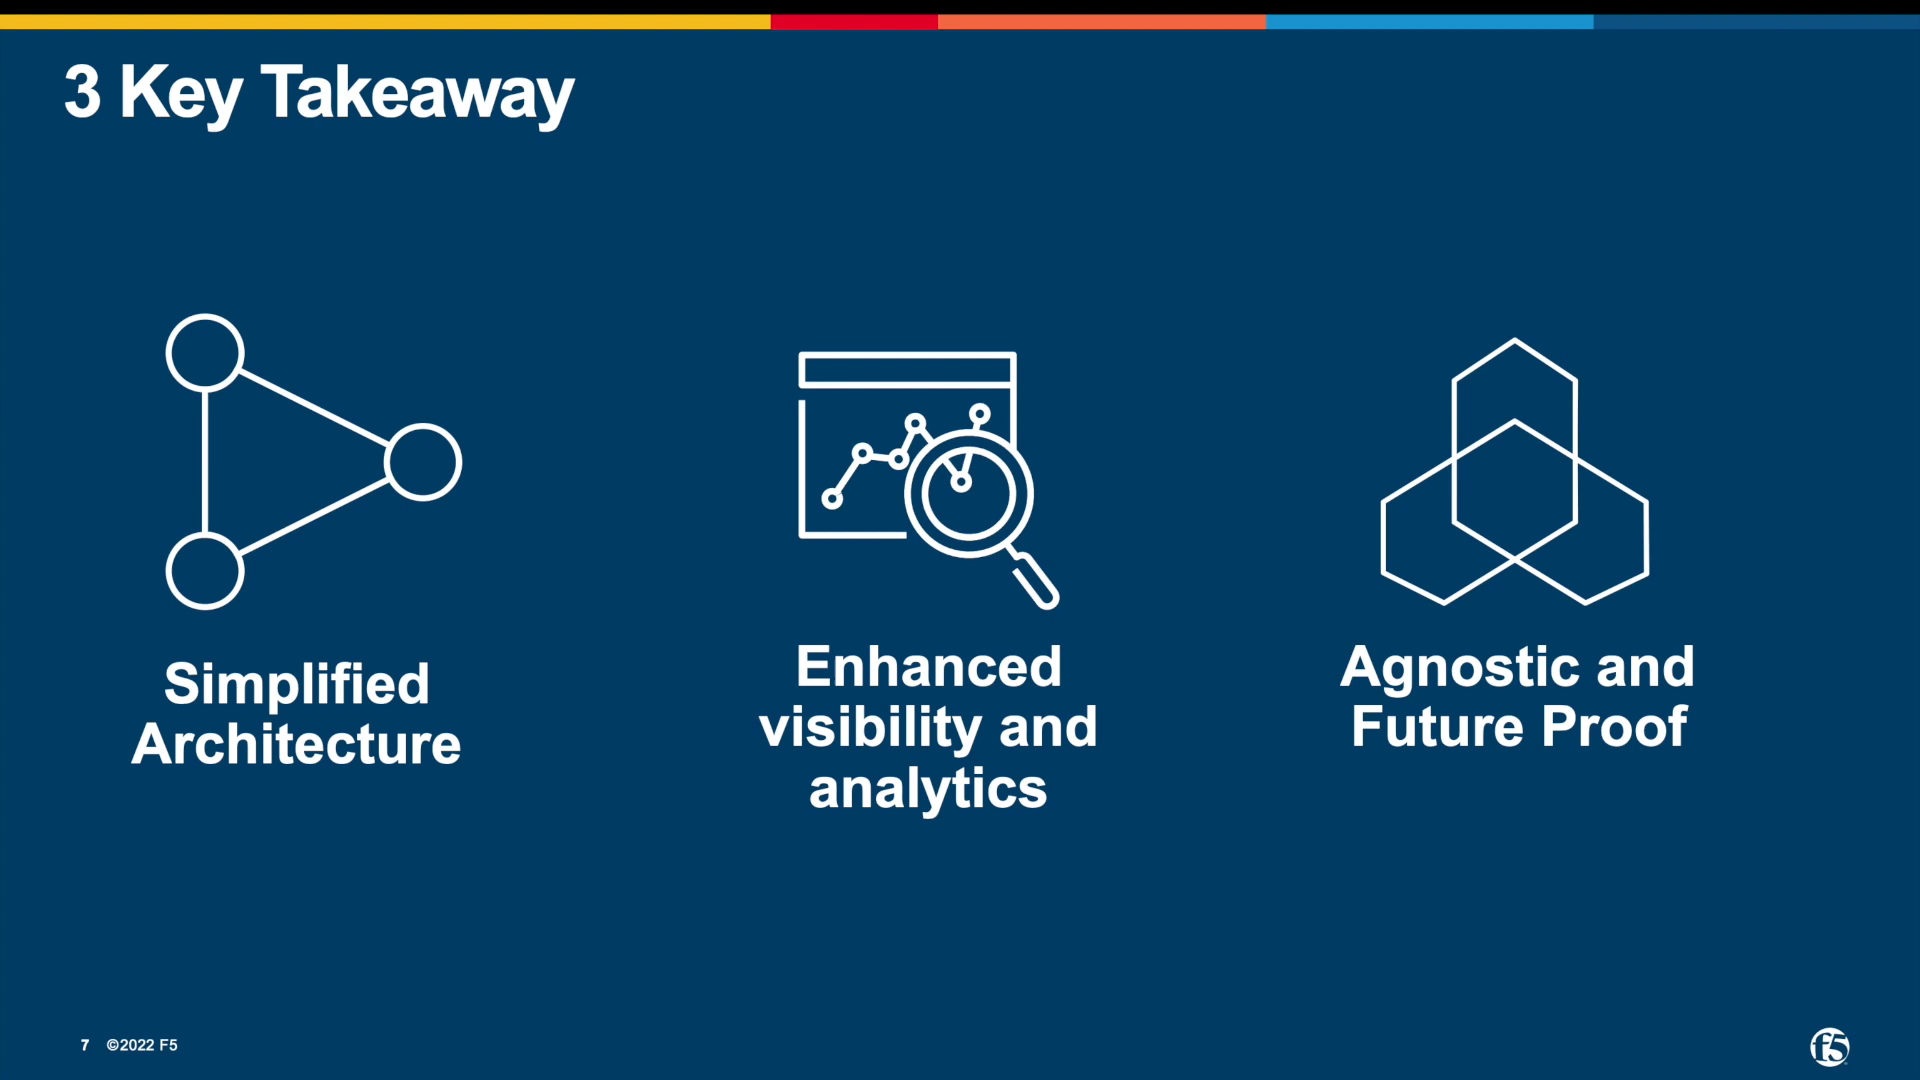 3 Key Takeaway
Simplified
Architecture
Enhanced
visibility and
analytics
Agnostic and
Future Proof
7 ©2022 F5
f5